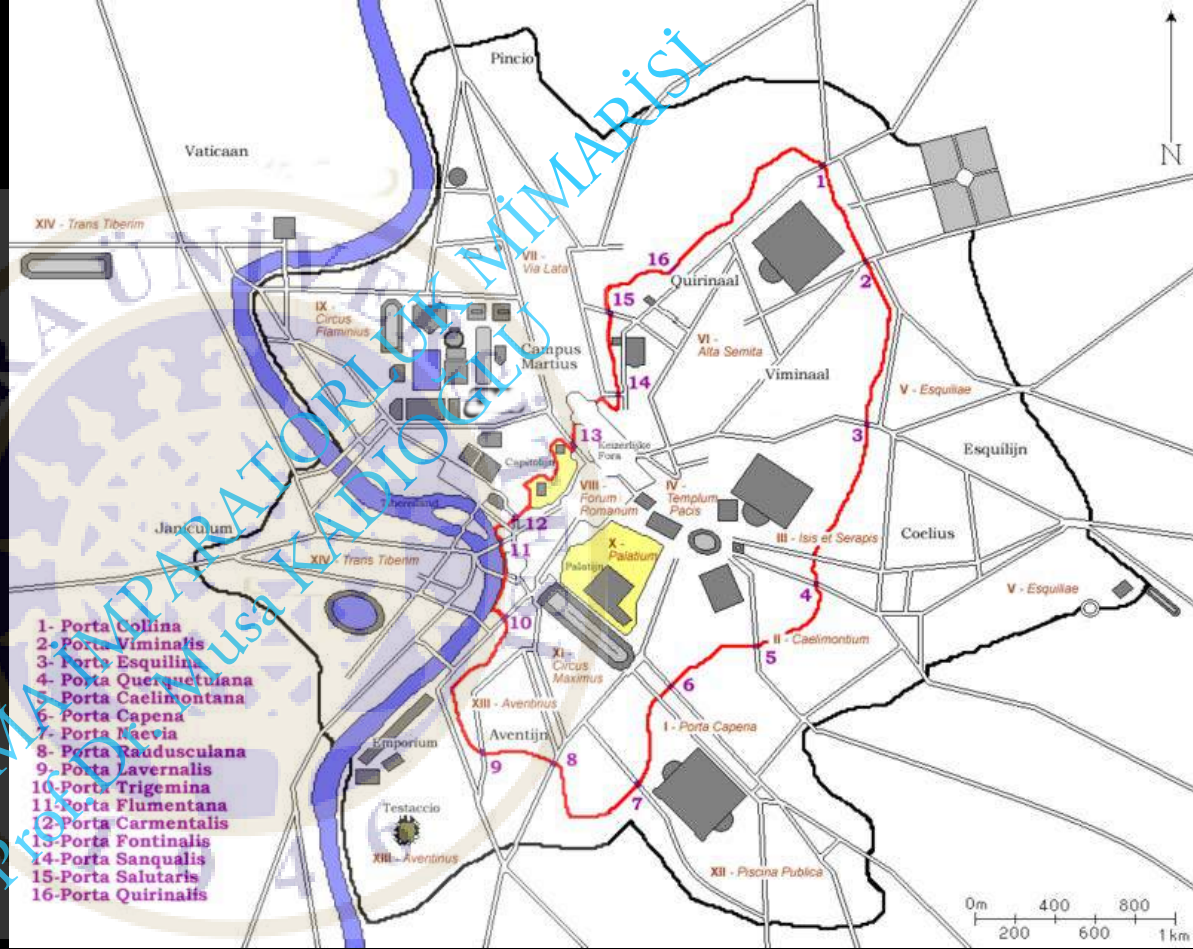 Pincio
N
Vaticaan
XIV - Trans Tiberim
VII -
Via Lata
1
2
16
Quirinaal
15
IX -
Circus
Flaminius
VI -
Alta Semita
Campus
Martius
Viminaal
14
V - Esquiliae
3
13
Keizerlijke
Fora
Esquilijn
Capitolijn
VIII -
Forum
Romanum
IV -
Templum
Pacis
Tibereiland
12
Janiculum
11
XIV - Trans Tiberim
X -
Palatium
Palatijn
III - Isis et Serapis
Coelius
V - Esquiliae
4
10
II - Caelimontium
5
XI -
Circus
Maximus
6
XIII - Aventinus
I - Porta Capena
Aventijn
Emporium
9
8
7
Testaccio
XIII - Aventinus
XII - Piscina Publica
1- Porta Collina
2- Porta Viminalis
3- Porta Esquilina
4- Porta Querquetulana
5- Porta Caelimontana
6- Porta Capena
7- Porta Naevia
8- Porta Raudusculana
9- Porta Lavernalis
10-Porta Trigemina
11-Porta Flumentana
12-Porta Carmentalis
13-Porta Fontinalis
14-Porta Sanqualis
15-Porta Salutaris
16-Porta Quirinalis
0m 400 800
200 600 1km
İMPARATORLUK MİMARİSİ
Prof.Dr. Musa KADIOĞLU